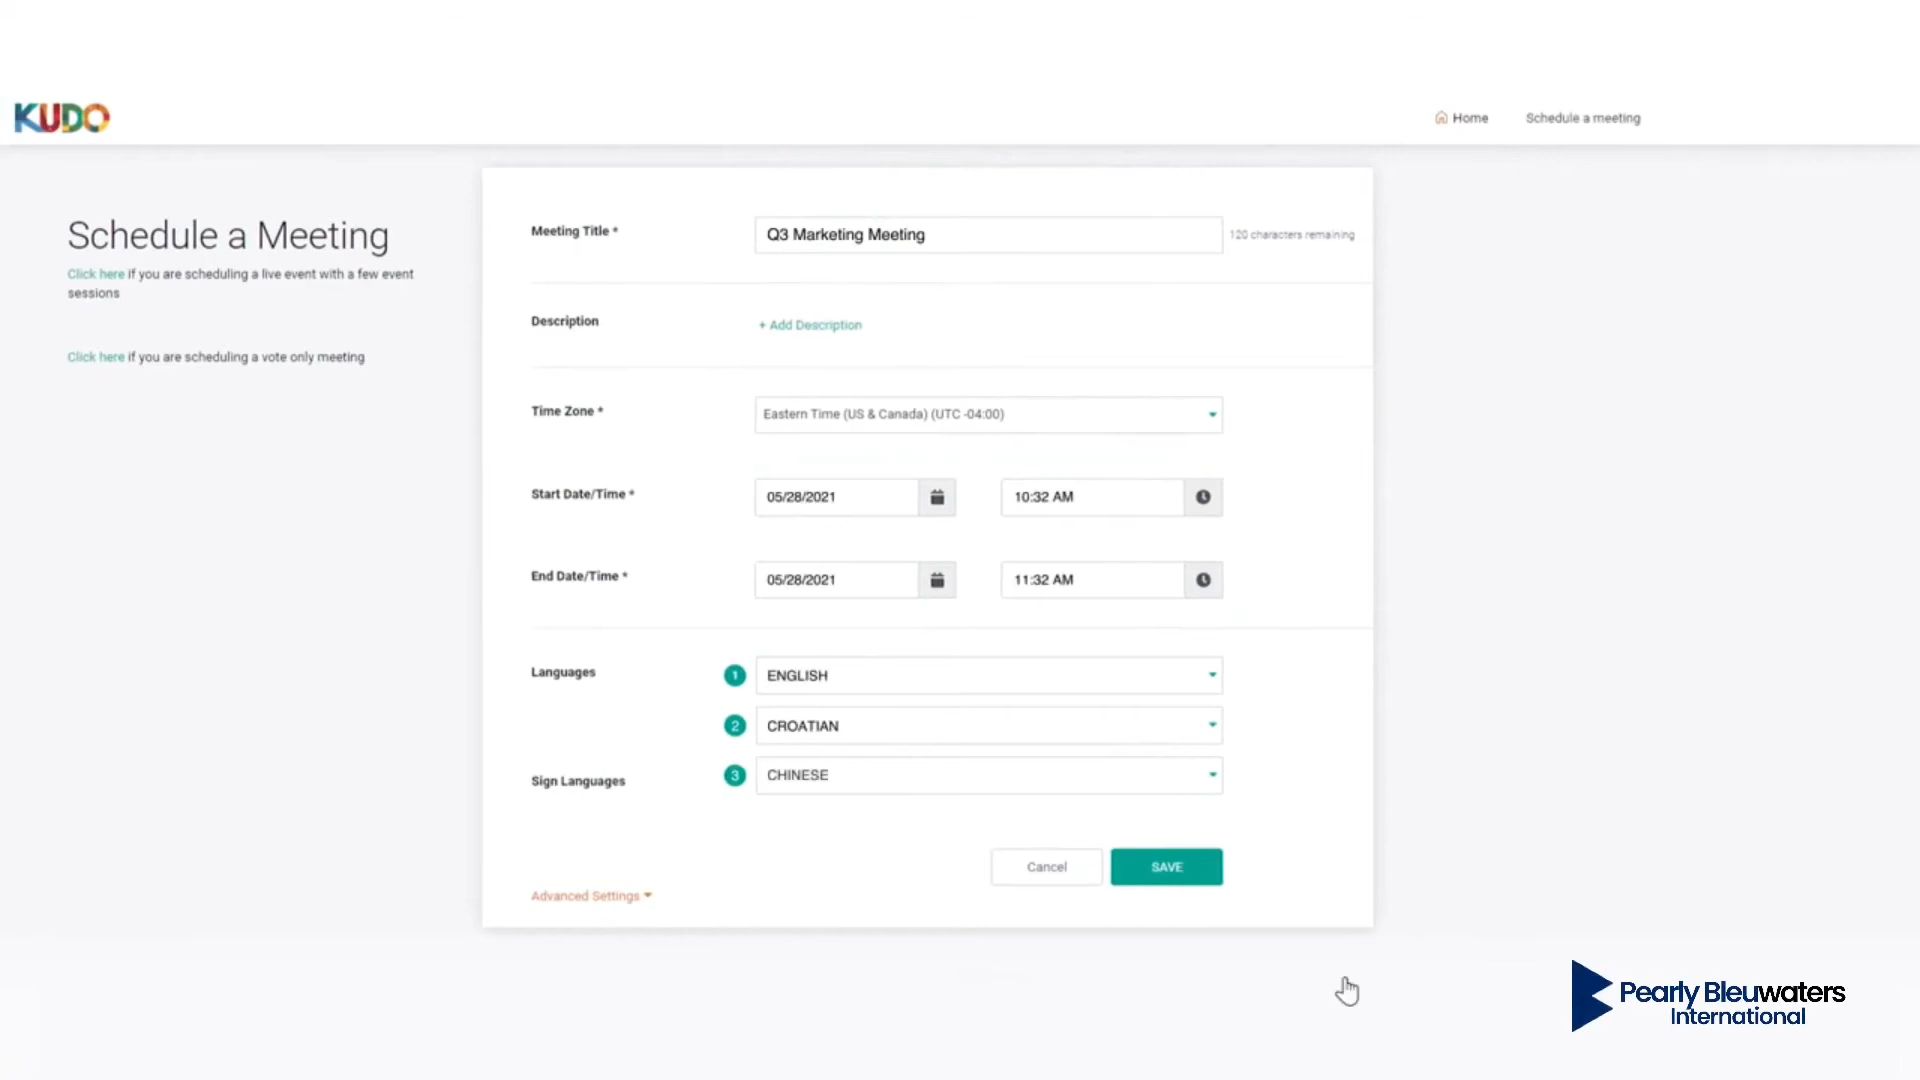 KUDO
Home
Schedule a meeting
Schedule a Meeting
Click here if you are scheduling a live event with a few event
sessions
Click here if you are scheduling a vote only meeting
Meeting Title *
Q3 Marketing Meeting
120 characters remaining
Description
+ Add Description
Time Zone *
Eastern Time (US & Canada) (UTC -04:00)
Start Date/Time *
05/28/2021
10:32 AM
End Date/Time *
05/28/2021
11:32 AM
Languages
1
ENGLISH
2
CROATIAN
Sign Languages
3
CHINESE
Cancel
SAVE
Advanced Settings
Pearly Bleuwaters
International